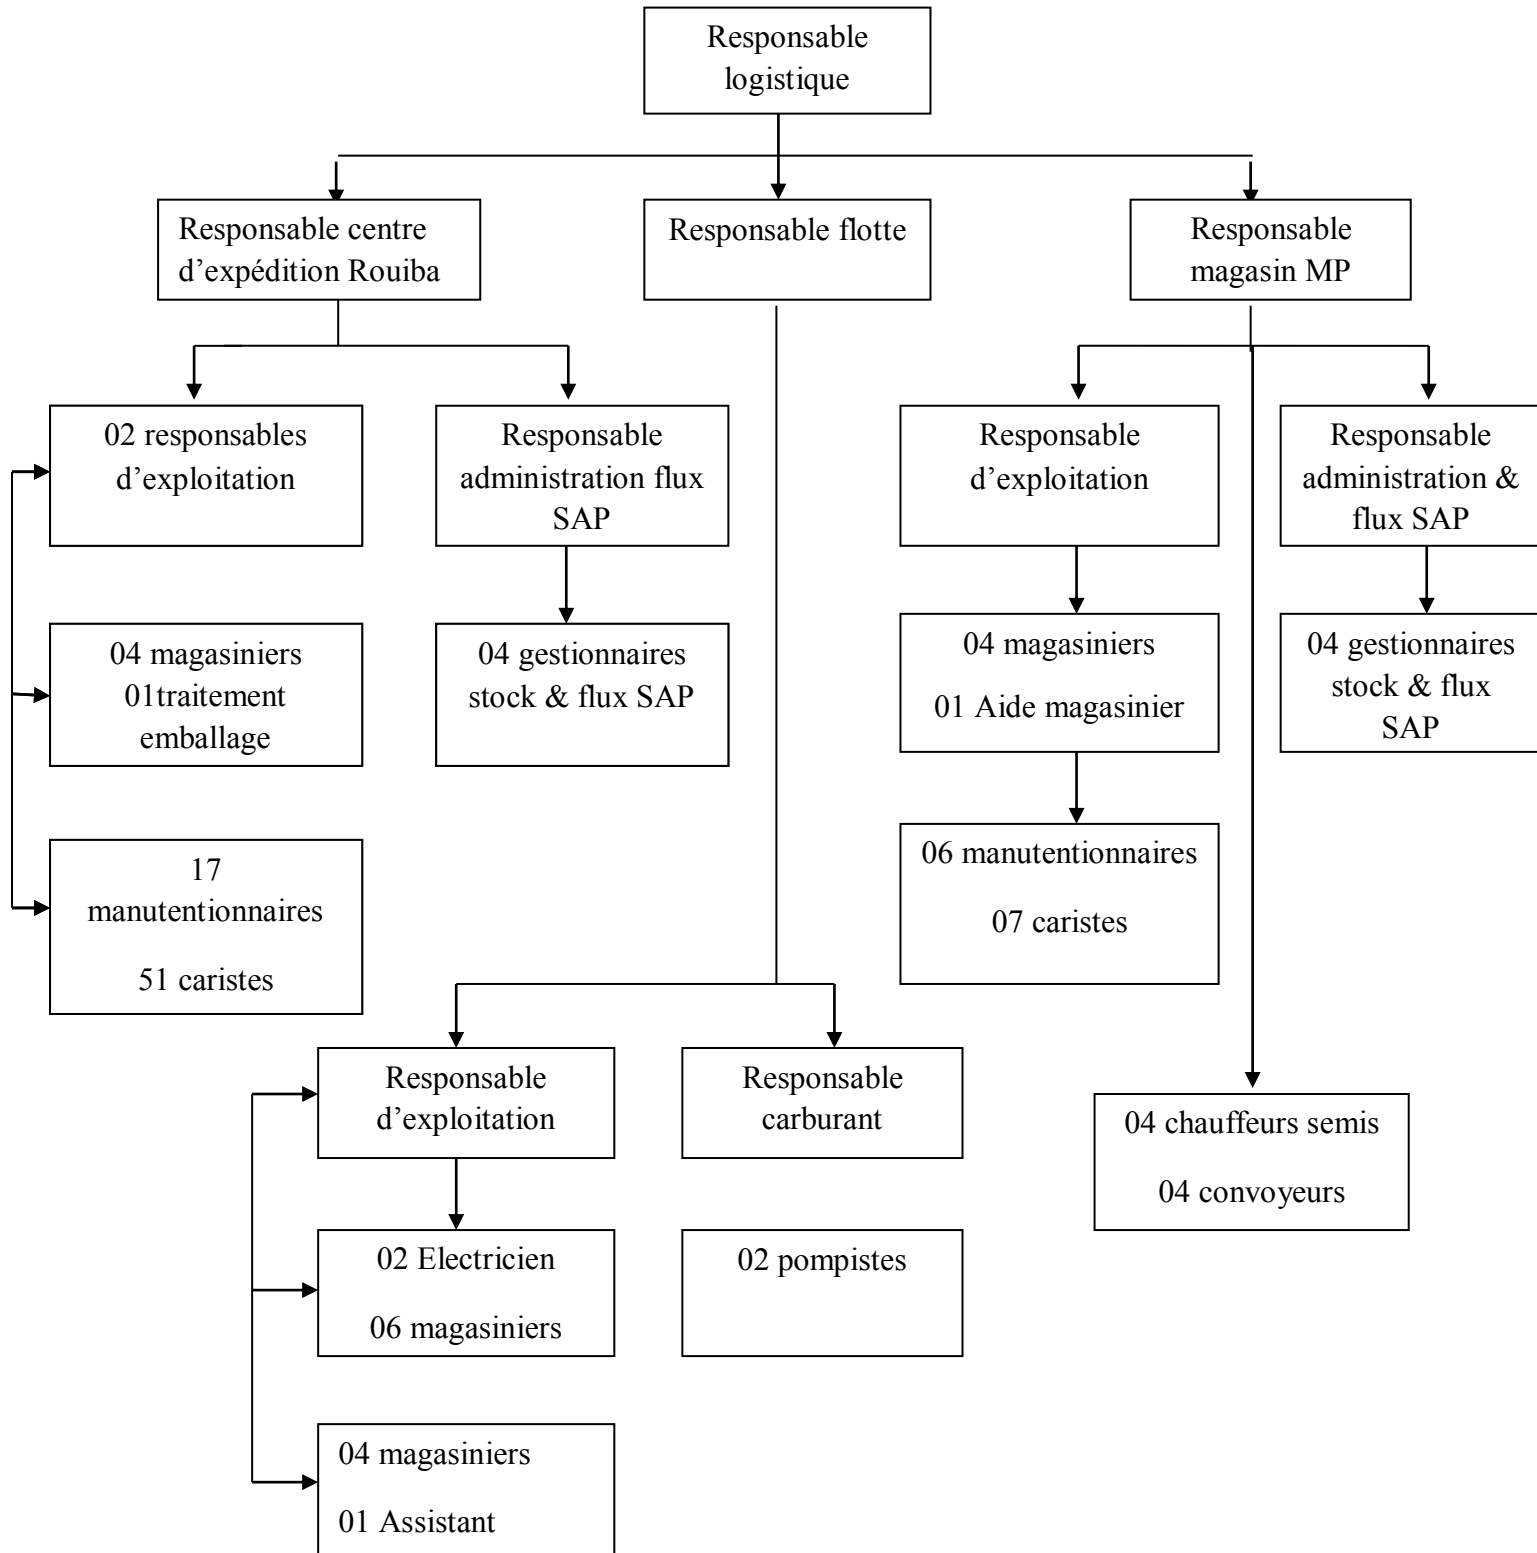 Responsable
logistique
Responsable centre
d’expédition Rouiba
Responsable flotte
Responsable
magasin MP
02 responsables
d’exploitation
Responsable
administration flux
SAP
Responsable
d’exploitation
Responsable
administration &
flux SAP
04 magasiniers
01traitement
emballage
04 gestionnaires
stock & flux SAP
04 magasiniers
01 Aide magasinier
04 gestionnaires
stock & flux
SAP
17
manutentionnaires
51 caristes
06 manutentionnaires
07 caristes
Responsable
d’exploitation
Responsable
carburant
04 chauffeurs semis
04 convoyeurs
02 Electricien
06 magasiniers
02 pompistes
04 magasiniers
01 Assistant